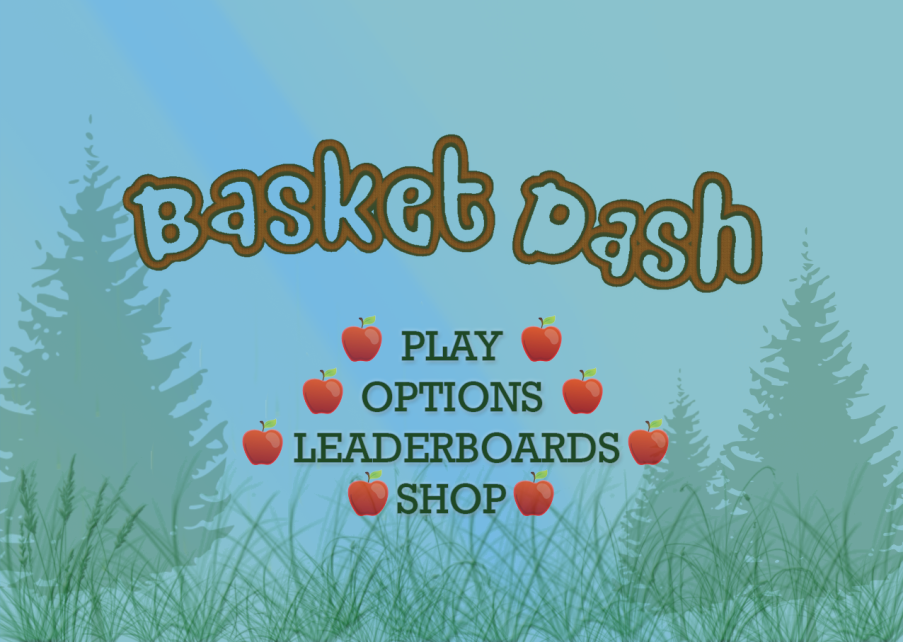 Basket Dash
PLAY
OPTIONS
LEADERBOARDS
SHOP